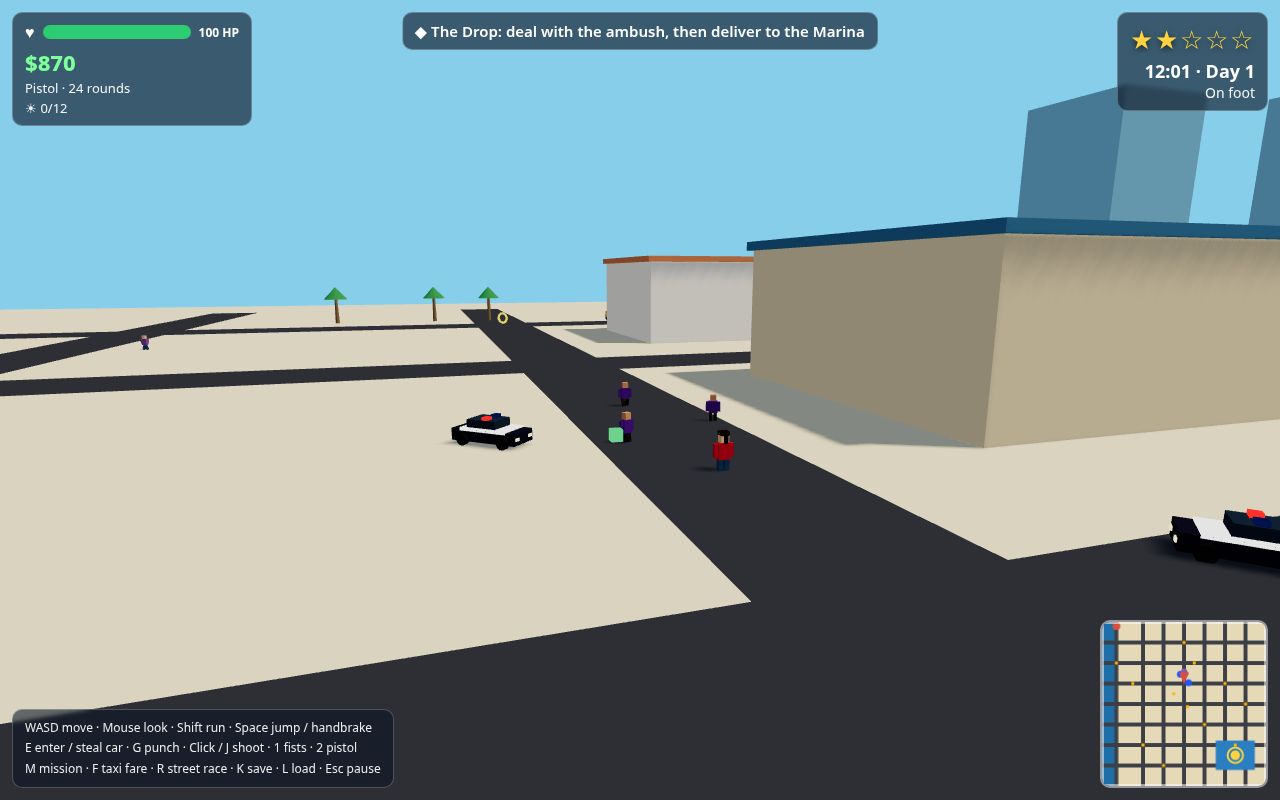 ♥ 100 HP
$870
Pistol · 24 rounds
☀ 0/12
◆ The Drop: deal with the ambush, then deliver to the Marina
★★☆☆☆
12:01 · Day 1
On foot
WASD move · Mouse look · Shift run · Space jump / handbrake
E enter / steal car · G punch · Click / J shoot · 1 fists · 2 pistol
M mission · F taxi fare · R street race · K save · L load · Esc pause